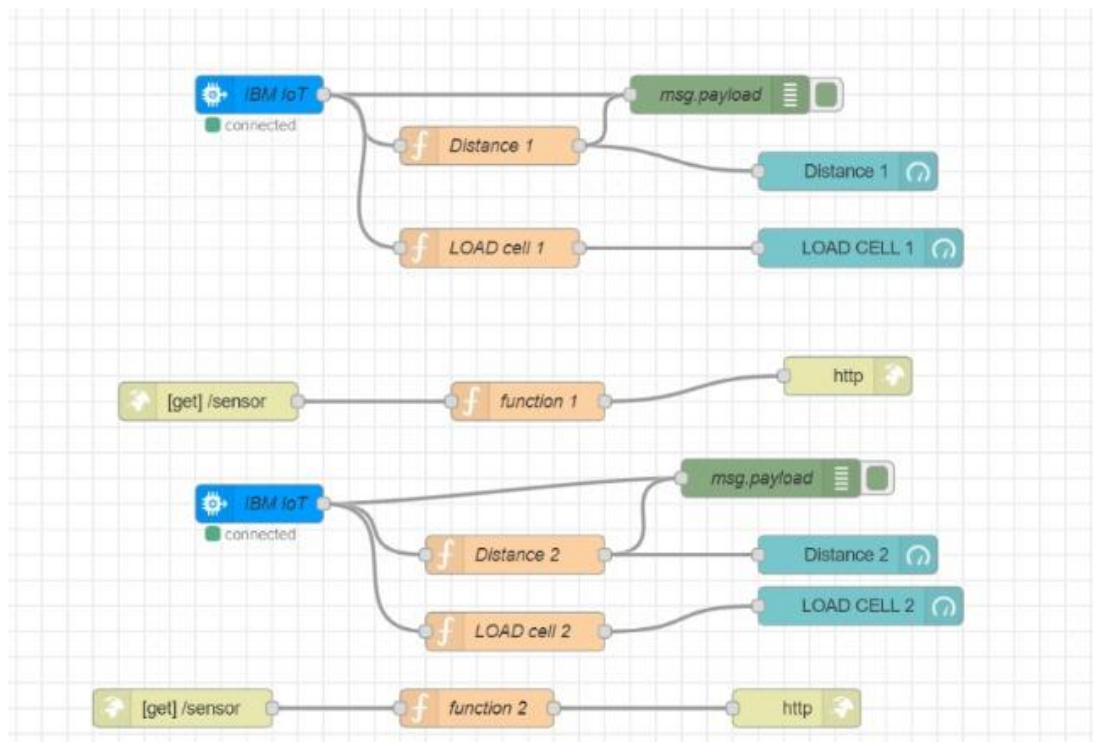 IBM IoT
msg.payload
connected
Distance 1
Distance 1
LOAD cell 1
LOAD CELL 1
http
[get] /sensor
function 1
msg.payload
IBM IoT
connected
Distance 2
Distance 2
LOAD CELL 2
LOAD cell 2
[get] /sensor
function 2
http